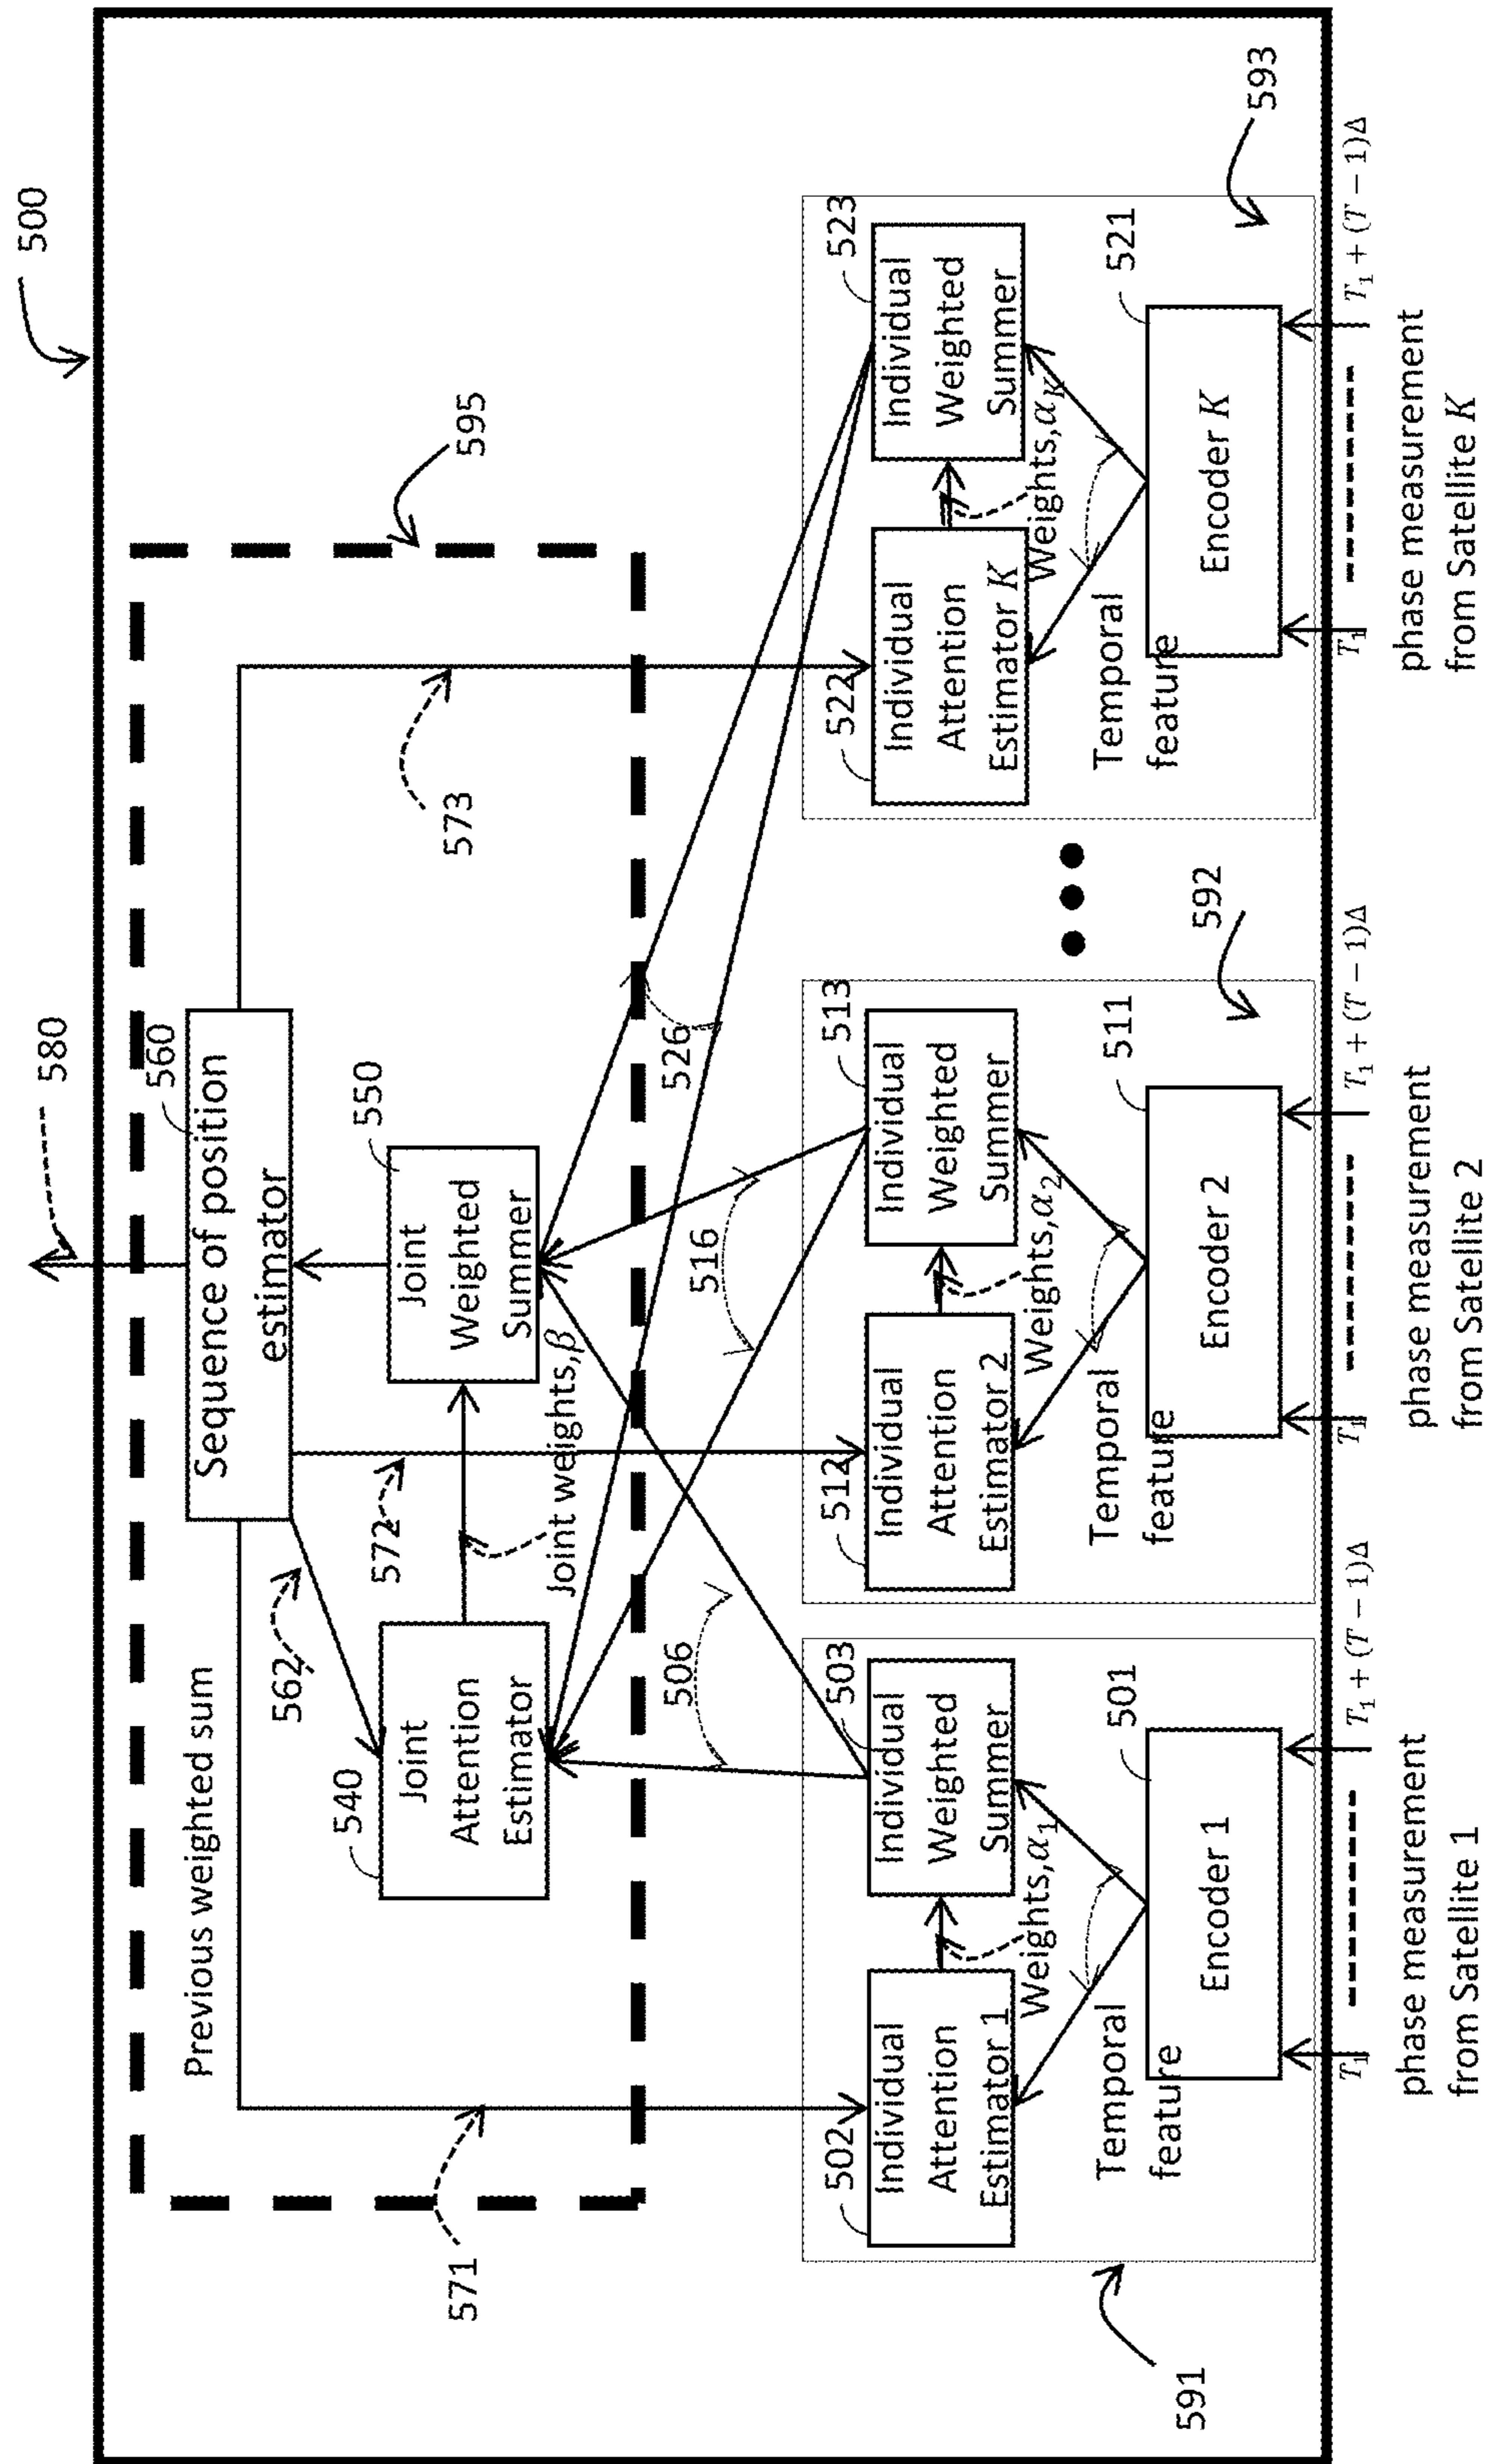 500
580
560
Sequence of position
estimator
595
Previous weighted sum
562
572
573
571
540
Joint
Attention
Estimator
550
Joint
Weighted
Summer
Joint weights,β
506
516
526
591
502
Individual
Attention
Estimator 1
503
Individual
Weighted
Summer
Weights,α₁
Temporal
feature
501
Encoder 1
T₁
T₁ + (T − 1)Δ
phase measurement
from Satellite 1
592
512
Individual
Attention
Estimator 2
513
Individual
Weighted
Summer
Weights,α₂
Temporal
feature
511
Encoder 2
T₁
T₁ + (T − 1)Δ
phase measurement
from Satellite 2
593
522
Individual
Attention
Estimator K
523
Individual
Weighted
Summer
Weights,αK
Temporal
feature
521
Encoder K
T₁
T₁ + (T − 1)Δ
phase measurement
from Satellite K